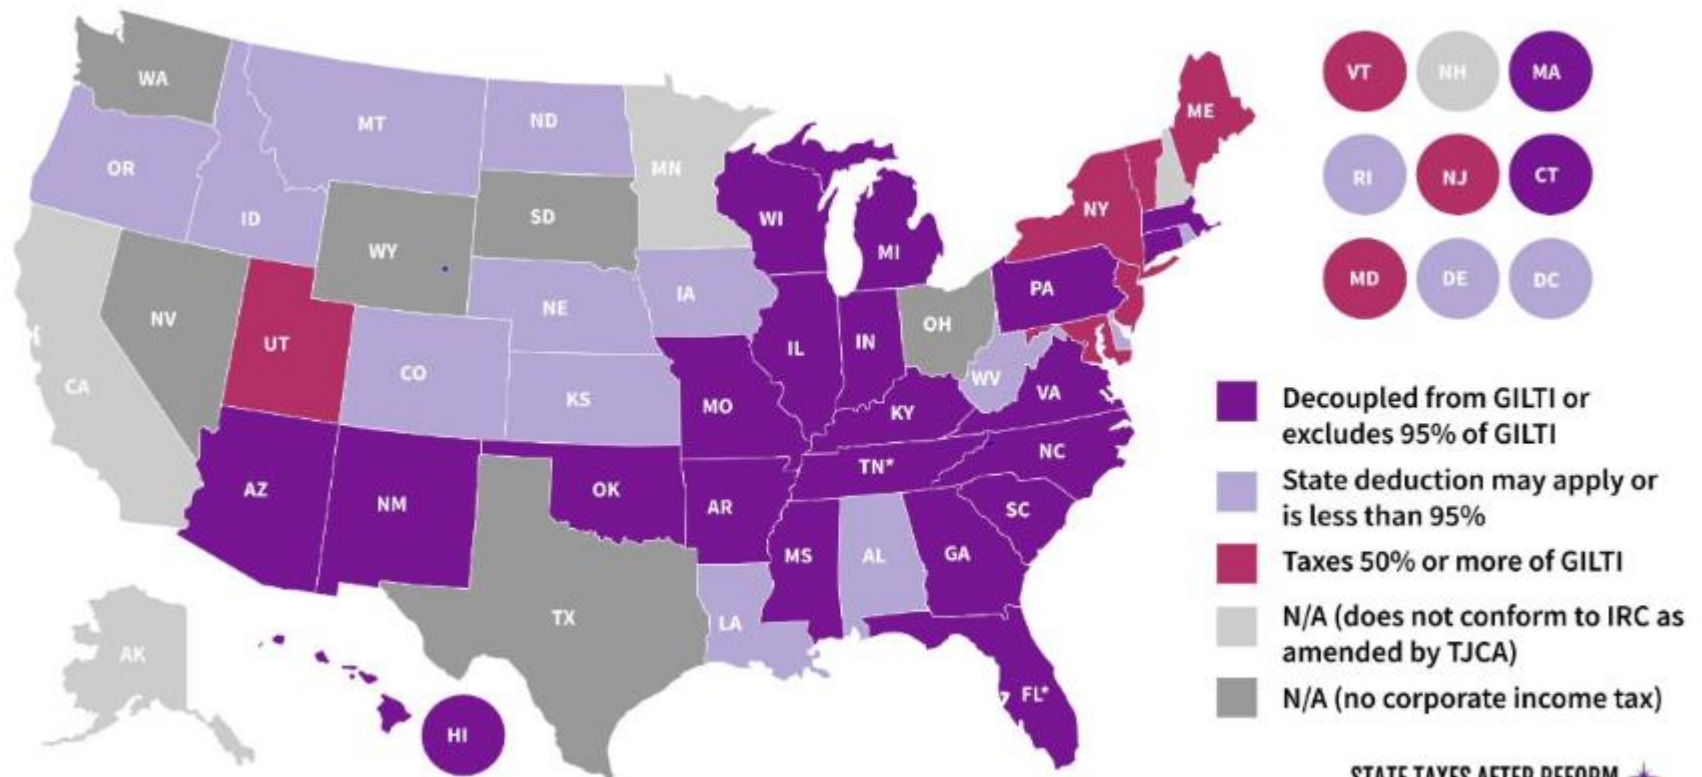 WA
MT
ND
MN
OR
ID
SD
WI
WY
MI
NY
ME
NV
NE
IA
PA
UT
OH
CA
CO
IL
IN
WV
KS
MO
KY
VA
TN*
NC
AZ
NM
OK
AR
SC
MS
AL
GA
TX
LA
AK
FL*
HI
VT NH MA
RI NJ CT
MD DE DC
Decoupled from GILTI or
excludes 95% of GILTI
State deduction may apply or
is less than 95%
Taxes 50% or more of GILTI
N/A (does not conform to IRC as
amended by TJCA)
N/A (no corporate income tax)
STATE TAXES AFTER REFORM